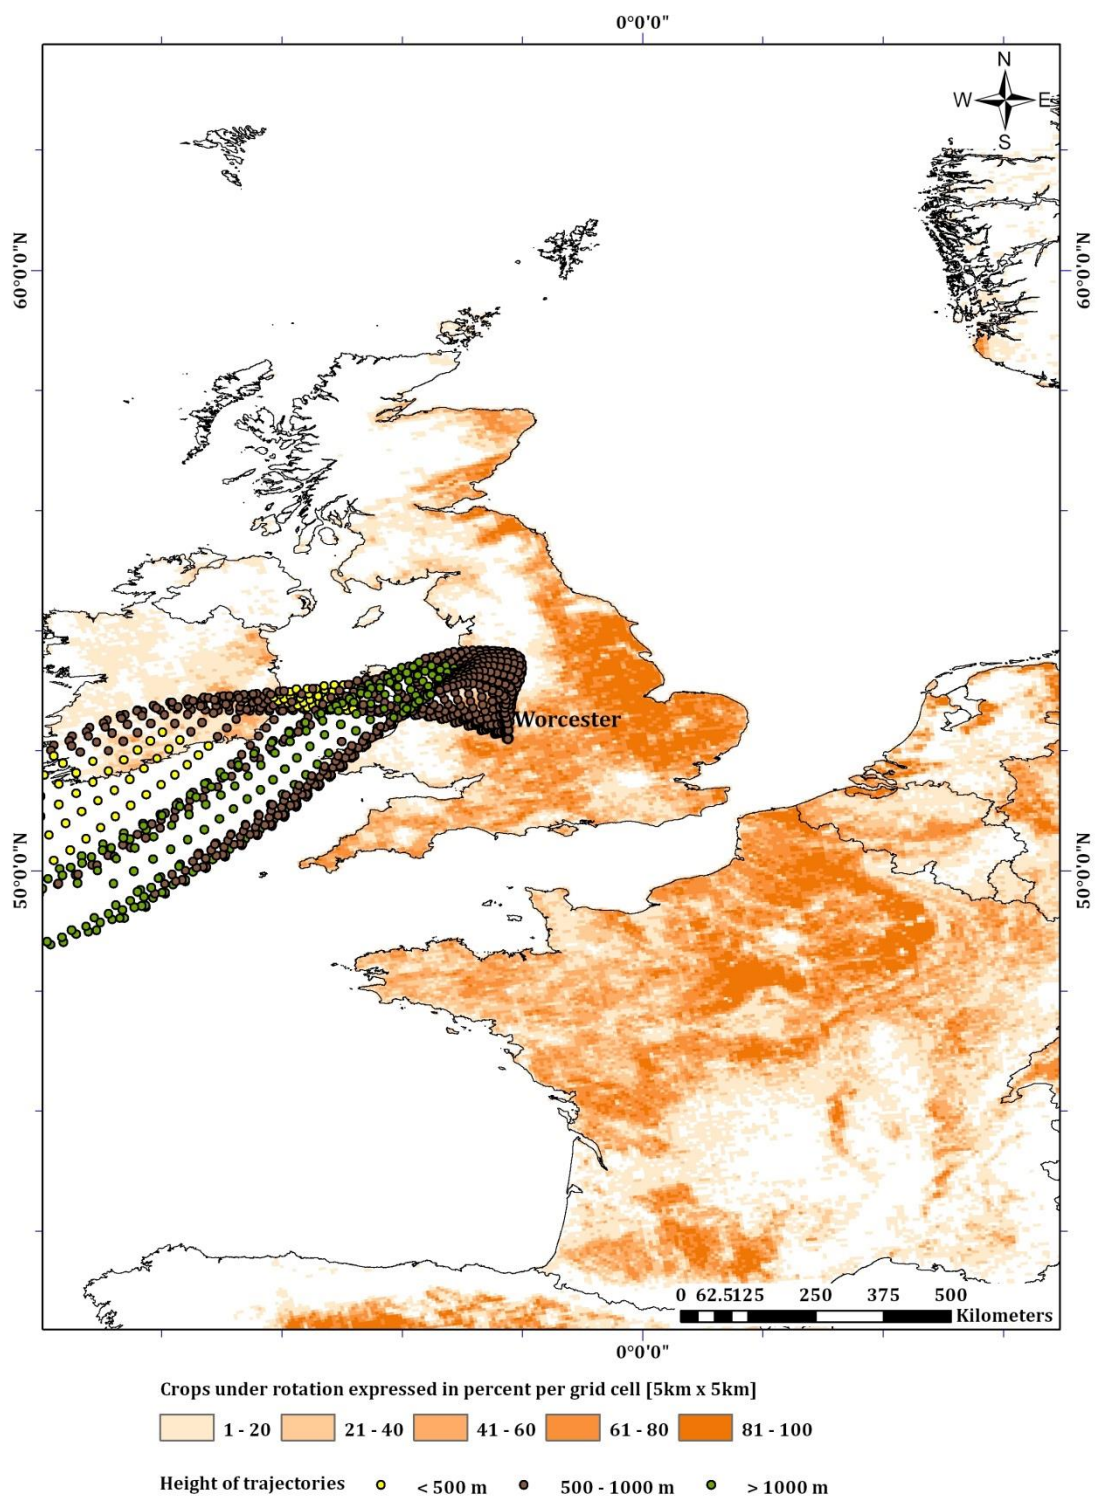 0°0'0"
N
W E
S
60°0'0"N
60°0'0"N
Worcester
50°0'0"N
50°0'0"N
0 62.5125 250 375 500
Kilometers
0°0'0"
Crops under rotation expressed in percent per grid cell [5km x 5km]
1 - 20 21 - 40 41 - 60 61 - 80 81 - 100
Height of trajectories < 500 m 500 - 1000 m > 1000 m